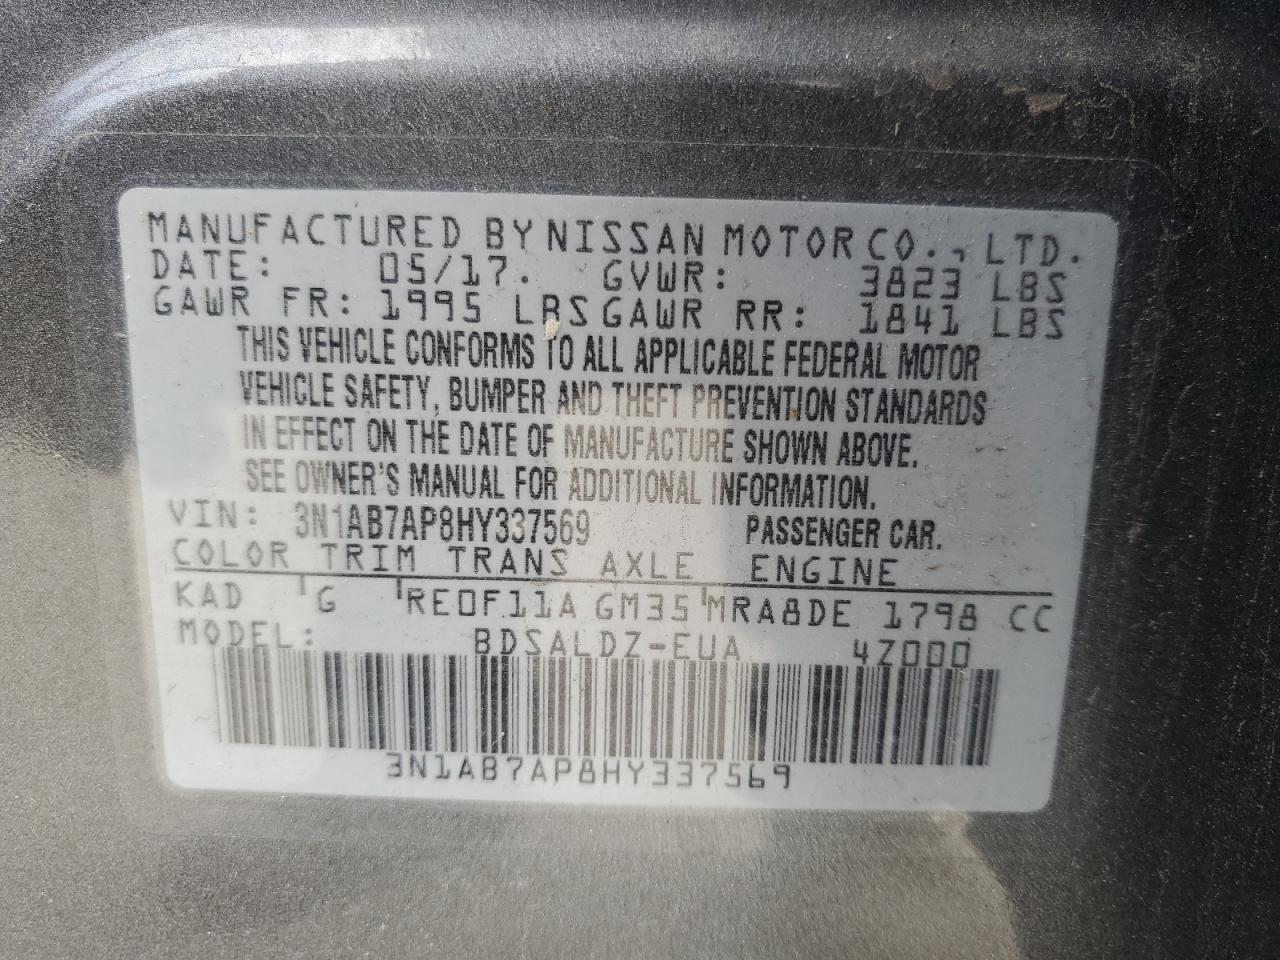 MANUFACTURED BY NISSAN MOTOR CO., LTD.
DATE: 05/17. GVWR: 3823 LBS
GAWR FR: 1995 LBS GAWR RR: 1841 LBS
THIS VEHICLE CONFORMS TO ALL APPLICABLE FEDERAL MOTOR
VEHICLE SAFETY, BUMPER AND THEFT PREVENTION STANDARDS
IN EFFECT ON THE DATE OF MANUFACTURE SHOWN ABOVE.
SEE OWNER'S MANUAL FOR ADDITIONAL INFORMATION.
VIN: 3N1AB7AP8HY337569 PASSENGER CAR.
COLOR TRIM TRANS AXLE ENGINE
KAD G RE0F11A GM35 MRA8DE 1798 CC
MODEL: BDSALDZ-EUA 4Z000
3N1AB7AP8HY337569